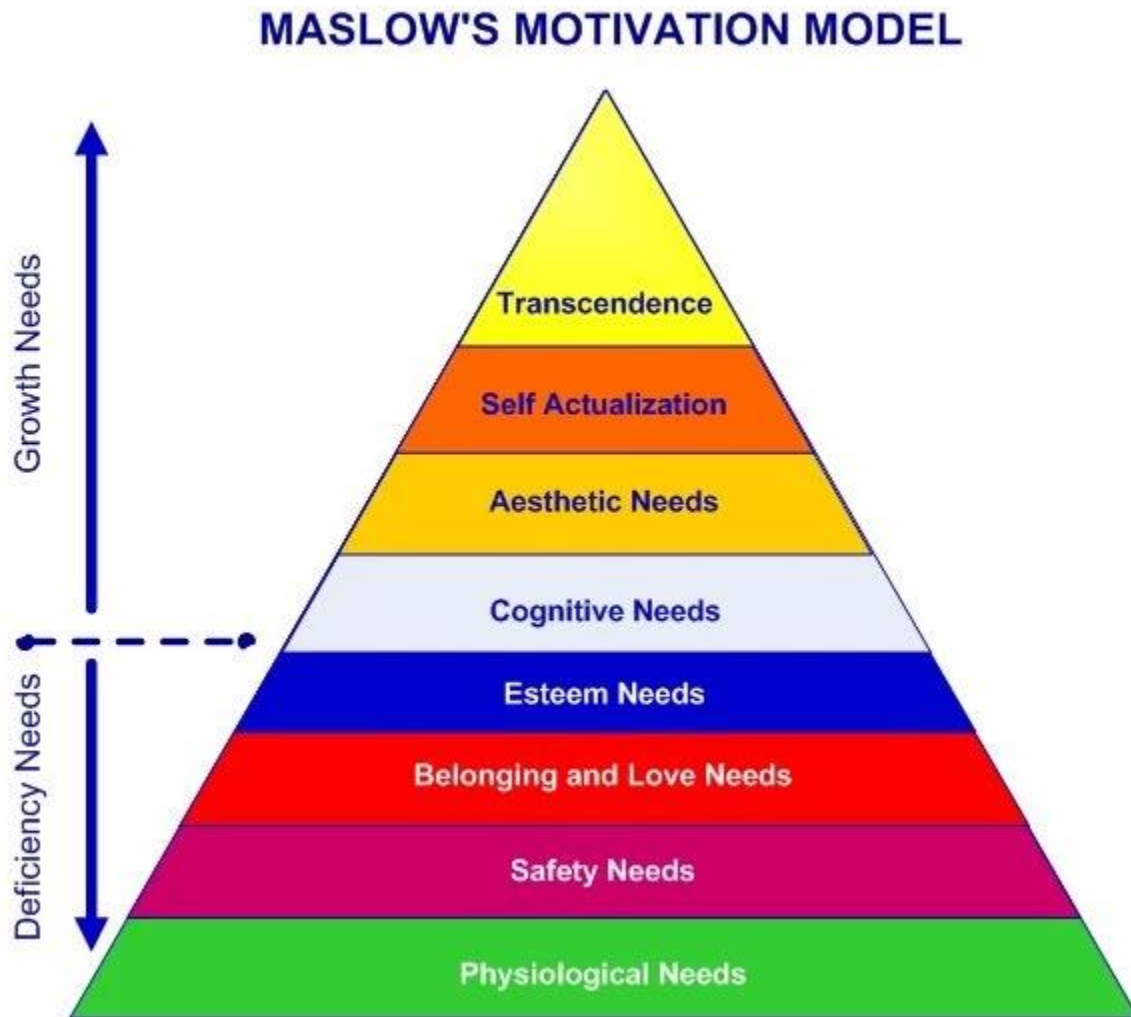 MASLOW'S MOTIVATION MODEL
Growth Needs
Deficiency Needs
Transcendence
Self Actualization
Aesthetic Needs
Cognitive Needs
Esteem Needs
Belonging and Love Needs
Safety Needs
Physiological Needs